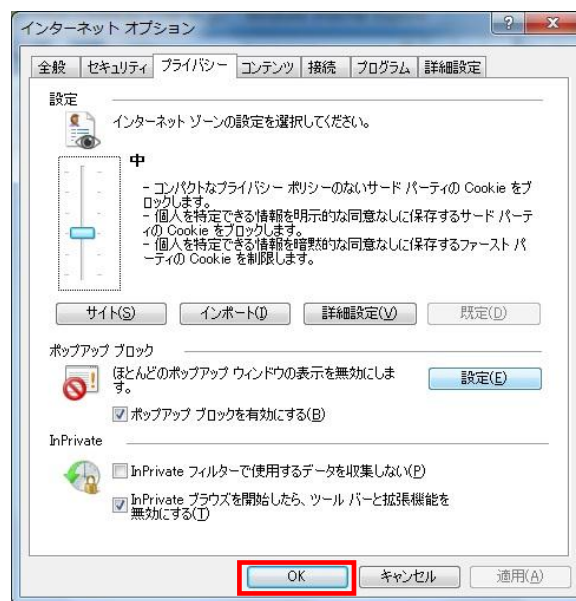 インターネット オプション
全般 セキュリティ プライバシー コンテンツ 接続 プログラム 詳細設定
設定
インターネット ゾーンの設定を選択してください。
中
- コンパクトなプライバシー ポリシーのないサード パーティの Cookie をブ
ロックします。
- 個人を特定できる情報を明示的な同意なしに保存するサード パーテ
ィの Cookie をブロックします。
- 個人を特定できる情報を暗黙的な同意なしに保存するファースト パ
ーティの Cookie を制限します。
サイト(S) インポート(I) 詳細設定(V) 既定(D)
ポップアップ ブロック
ほとんどのポップアップ ウィンドウの表示を無効にしま
す。
設定(E)
ポップアップ ブロックを有効にする(B)
InPrivate
InPrivate フィルターで使用するデータを収集しない(P)
InPrivate ブラウズを開始したら、ツール バーと拡張機能を
無効にする(T)
OK キャンセル 適用(A)